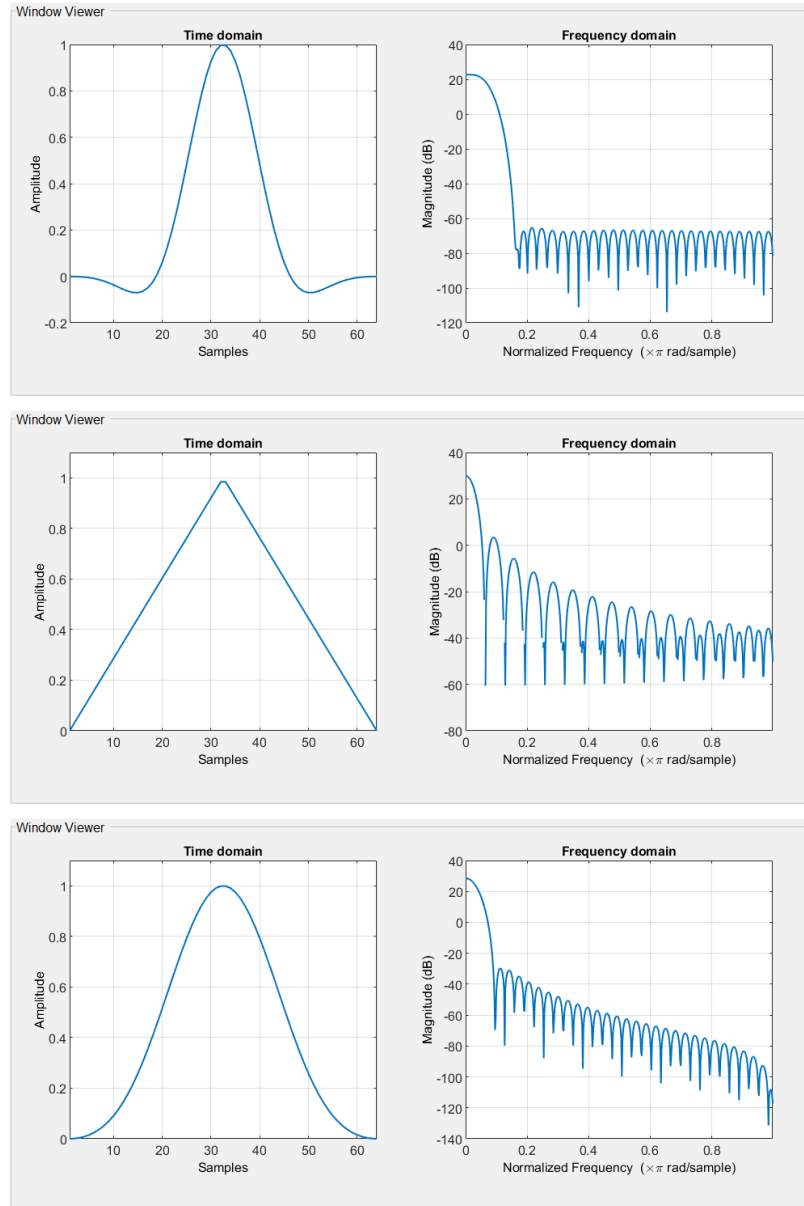 Window Viewer
Time domain
Amplitude
1
0.8
0.6
0.4
0.2
0
-0.2
10 20 30 40 50 60
Samples
Frequency domain
Magnitude (dB)
40
20
0
-20
-40
-60
-80
-100
-120
0 0.2 0.4 0.6 0.8
Normalized Frequency (×π rad/sample)
Window Viewer
Time domain
Amplitude
1
0.8
0.6
0.4
0.2
0
10 20 30 40 50 60
Samples
Frequency domain
Magnitude (dB)
40
20
0
-20
-40
-60
-80
0 0.2 0.4 0.6 0.8
Normalized Frequency (×π rad/sample)
Window Viewer
Time domain
Amplitude
1
0.8
0.6
0.4
0.2
0
10 20 30 40 50 60
Samples
Frequency domain
Magnitude (dB)
40
20
0
-20
-40
-60
-80
-100
-120
-140
0 0.2 0.4 0.6 0.8
Normalized Frequency (×π rad/sample)